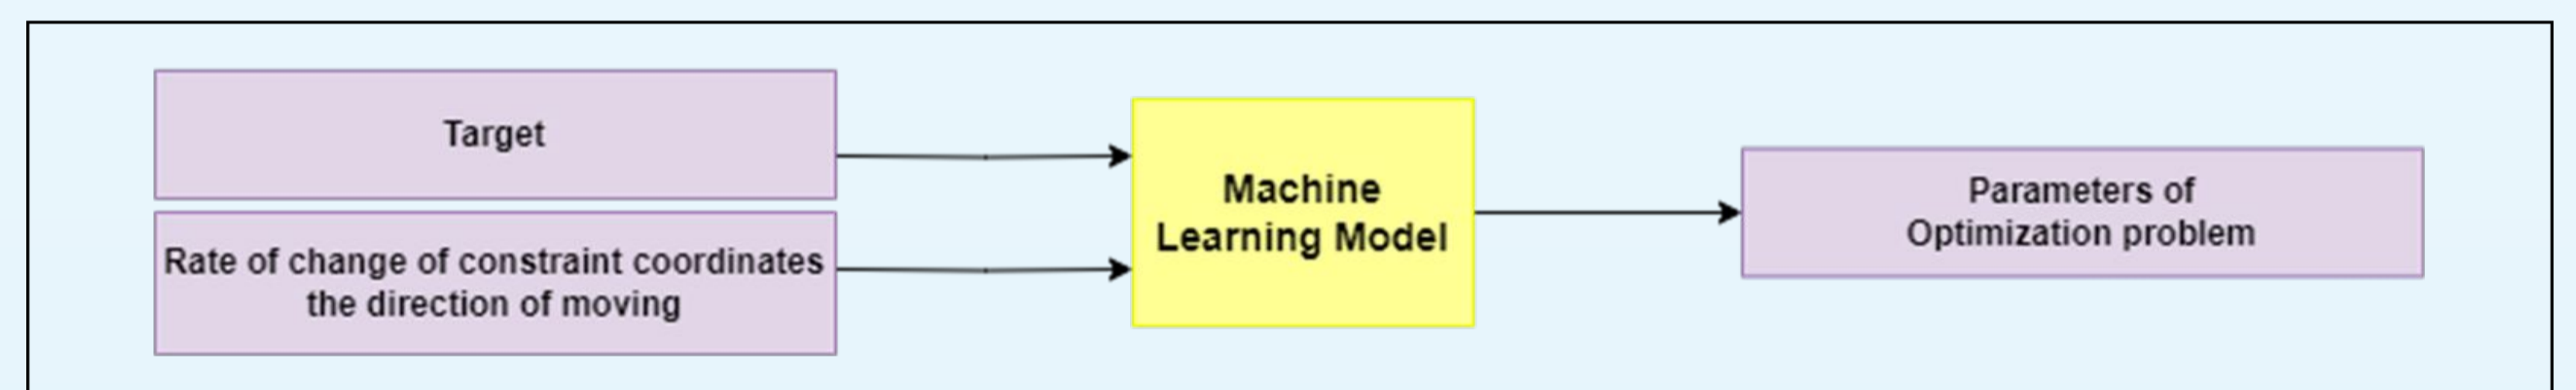 Target
Rate of change of constraint coordinates
the direction of moving
Machine
Learning Model
Parameters of
Optimization problem